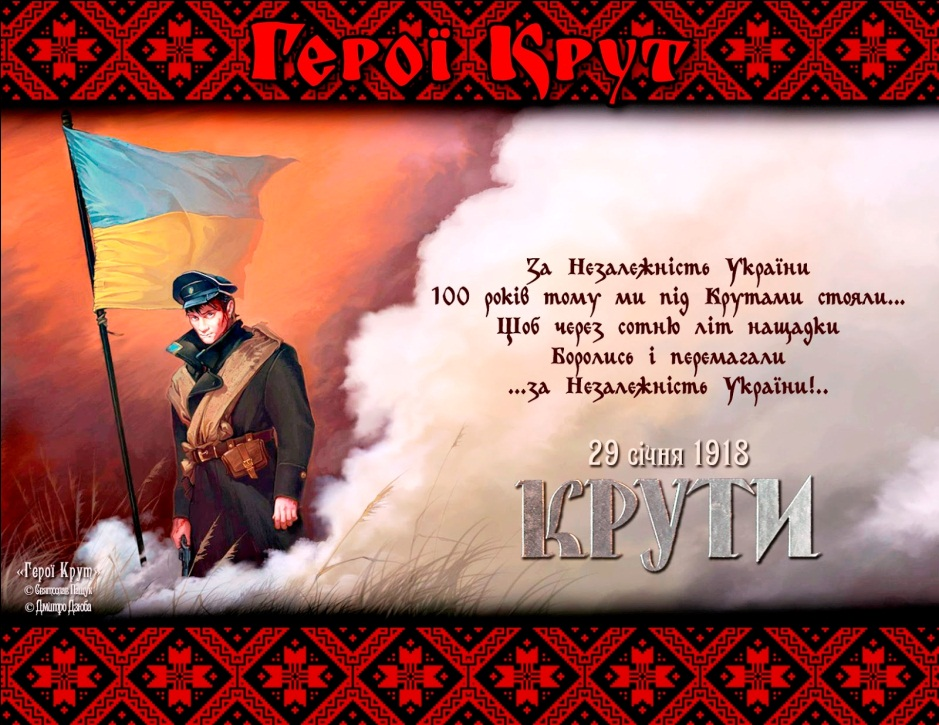 Герої Крут
За Незалежність України
100 років тому ми під Крутами стояли...
Щоб через сотню літ нащадки
Боролись і перемагали
...за Незалежність України!..
29 січня 1918
КРУТИ
«Герої Крут»
© Святослав Пащук
© Дмитро Дзюба